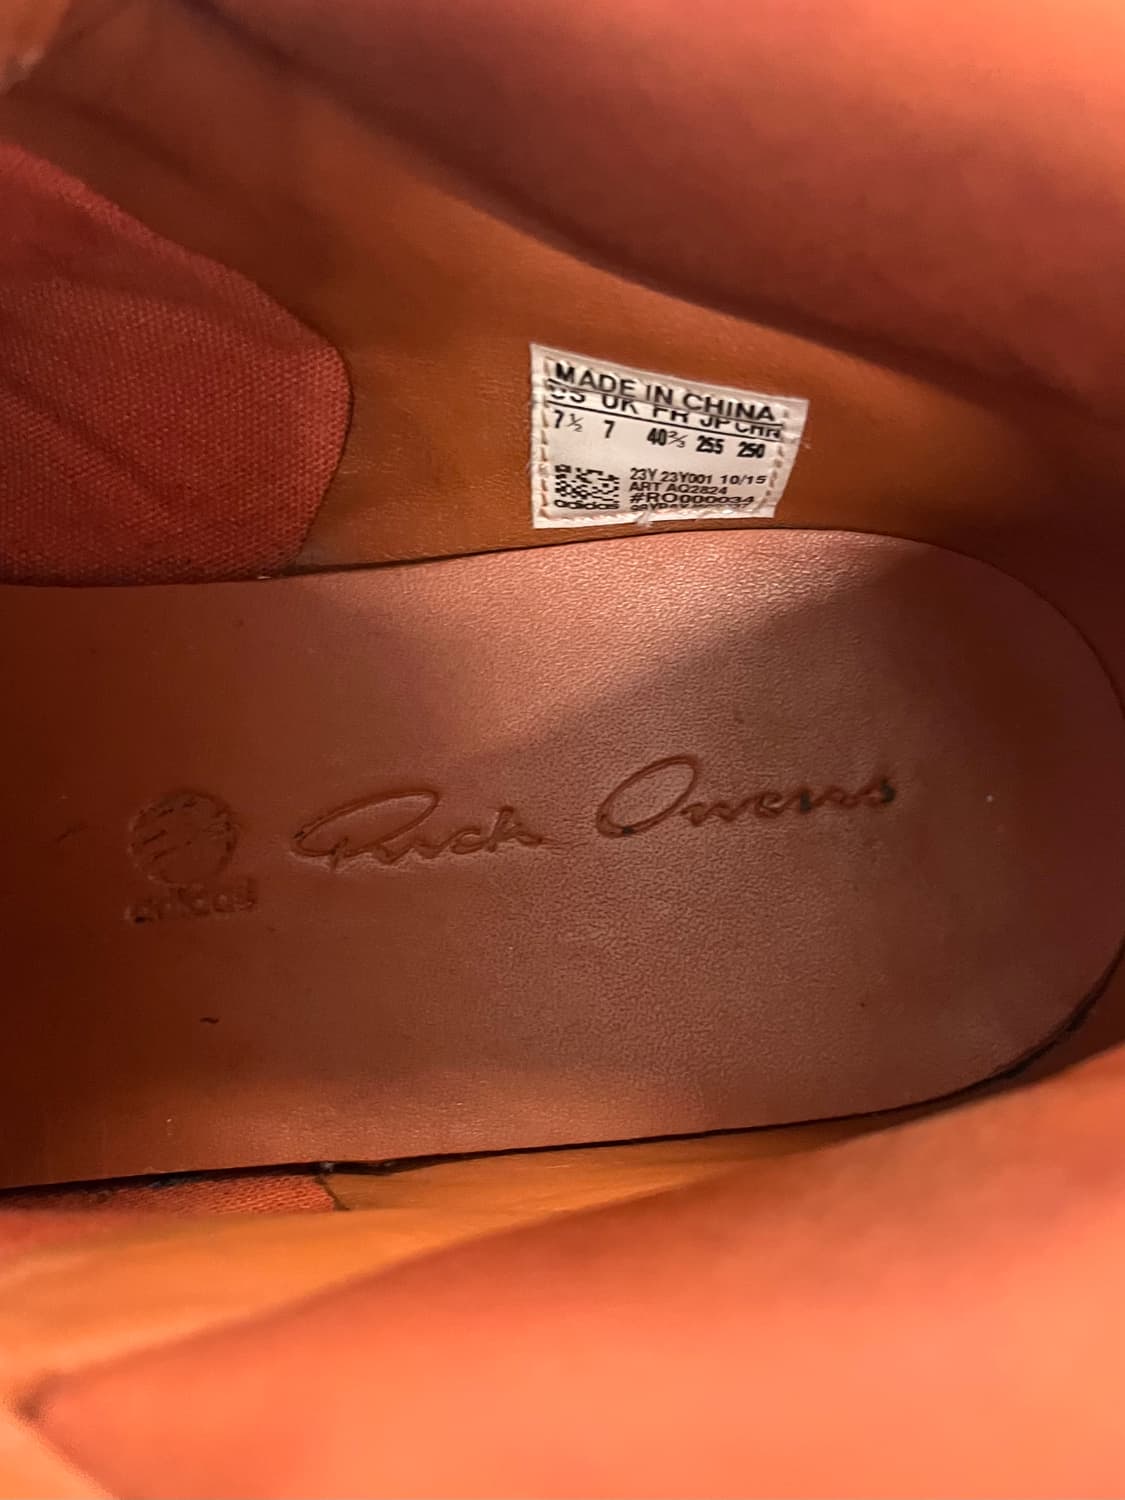 MADE IN CHINA
US UK FR JP CHN
7½ 7 40⅔ 255 250
23Y 23Y001 10/15
ART AQ2824
#RO000034
adidas
adidas Rick Owens